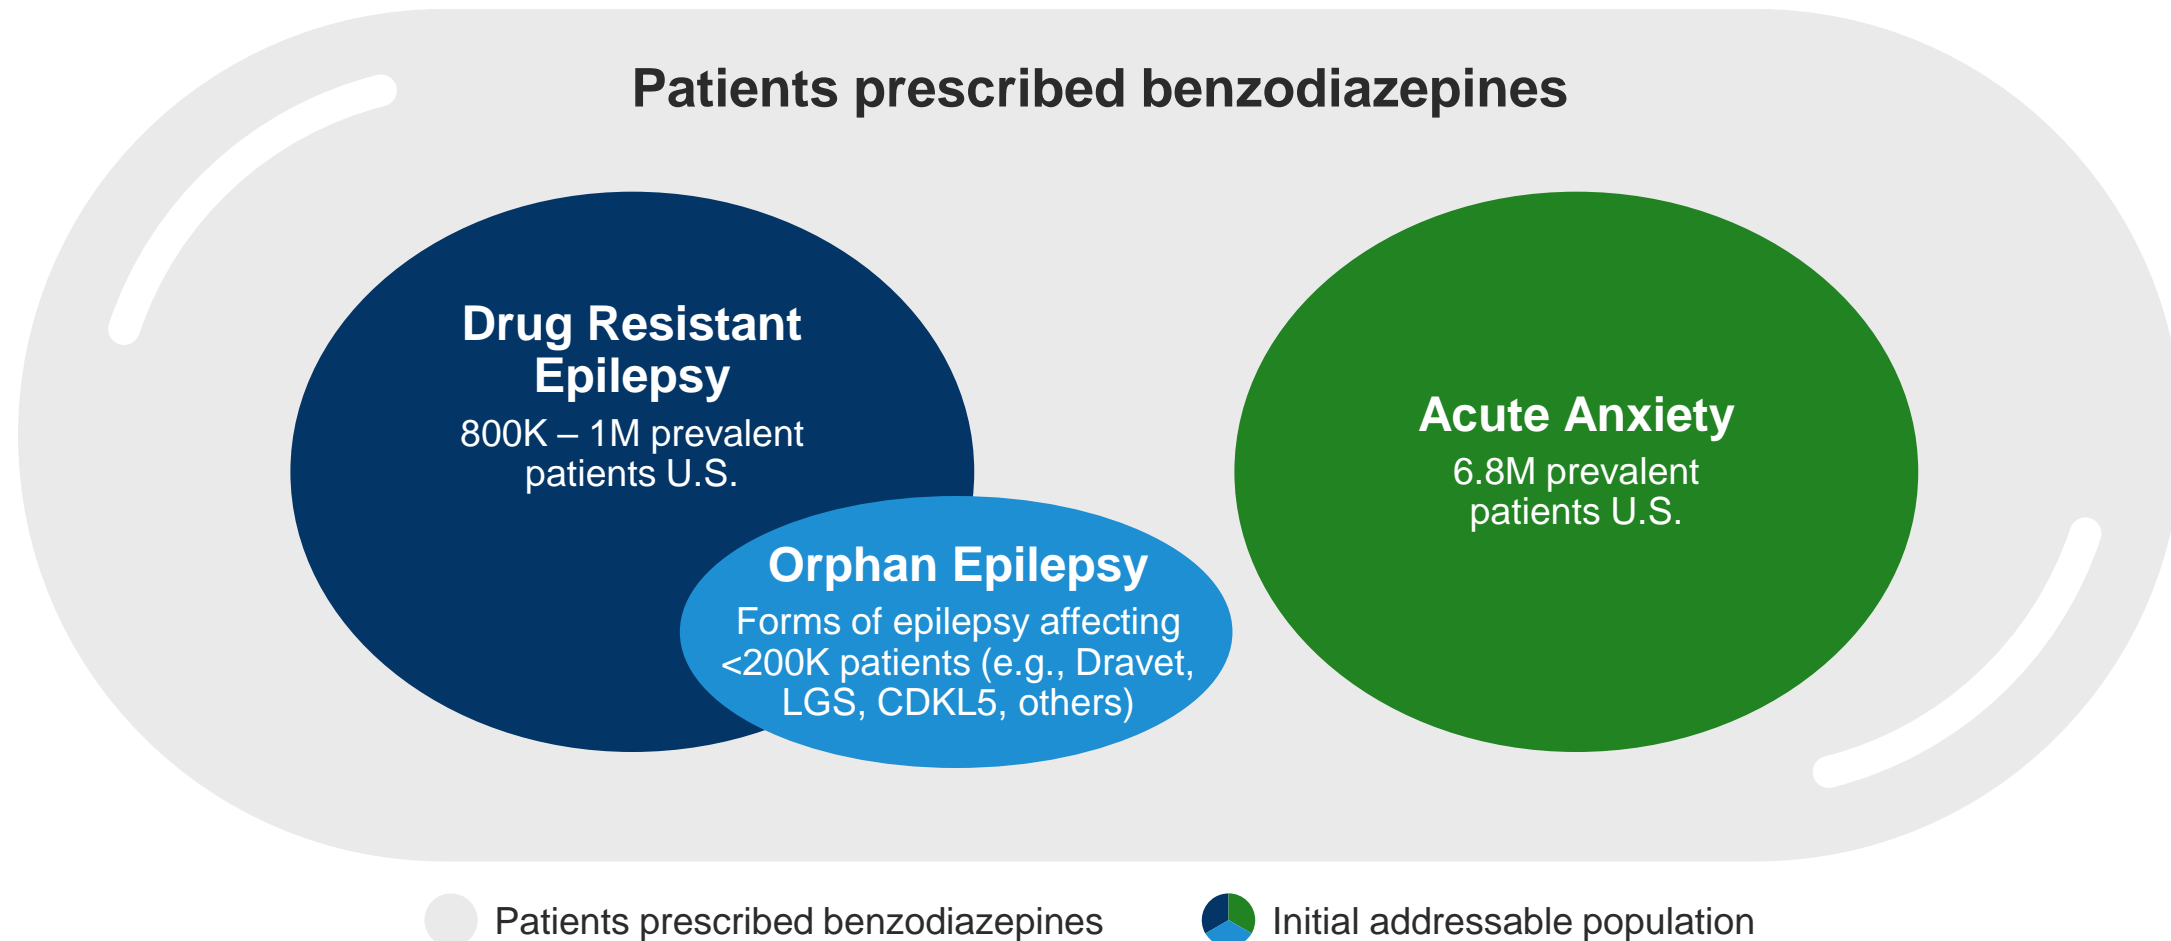 Patients prescribed benzodiazepines
Drug Resistant
Epilepsy
800K – 1M prevalent
patients U.S.
Orphan Epilepsy
Forms of epilepsy affecting
<200K patients (e.g., Dravet,
LGS, CDKL5, others)
Acute Anxiety
6.8M prevalent
patients U.S.
Patients prescribed benzodiazepines
Initial addressable population